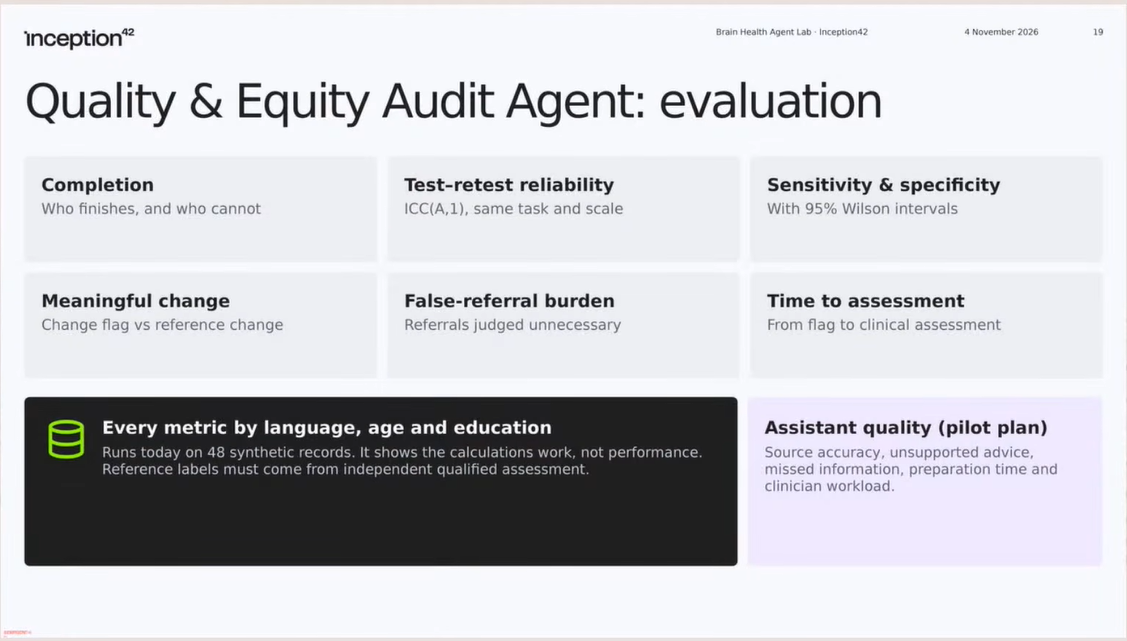 inception42
Brain Health Agent Lab · Inception42
4 November 2026
19
Quality & Equity Audit Agent: evaluation
Completion
Who finishes, and who cannot
Test–retest reliability
ICC(A,1), same task and scale
Sensitivity & specificity
With 95% Wilson intervals
Meaningful change
Change flag vs reference change
False-referral burden
Referrals judged unnecessary
Time to assessment
From flag to clinical assessment
Every metric by language, age and education
Runs today on 48 synthetic records. It shows the calculations work, not performance.
Reference labels must come from independent qualified assessment.
Assistant quality (pilot plan)
Source accuracy, unsupported advice,
missed information, preparation time and
clinician workload.